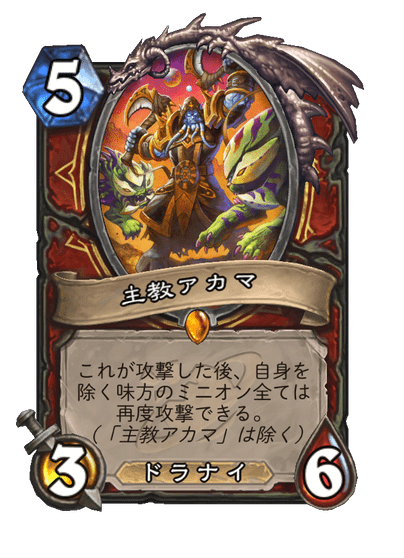 5
主教アカマ
これが攻撃した後、自身を
除く味方のミニオン全ては
再度攻撃できる。
(「主教アカマ」は除く)
3
ドラナイ
6